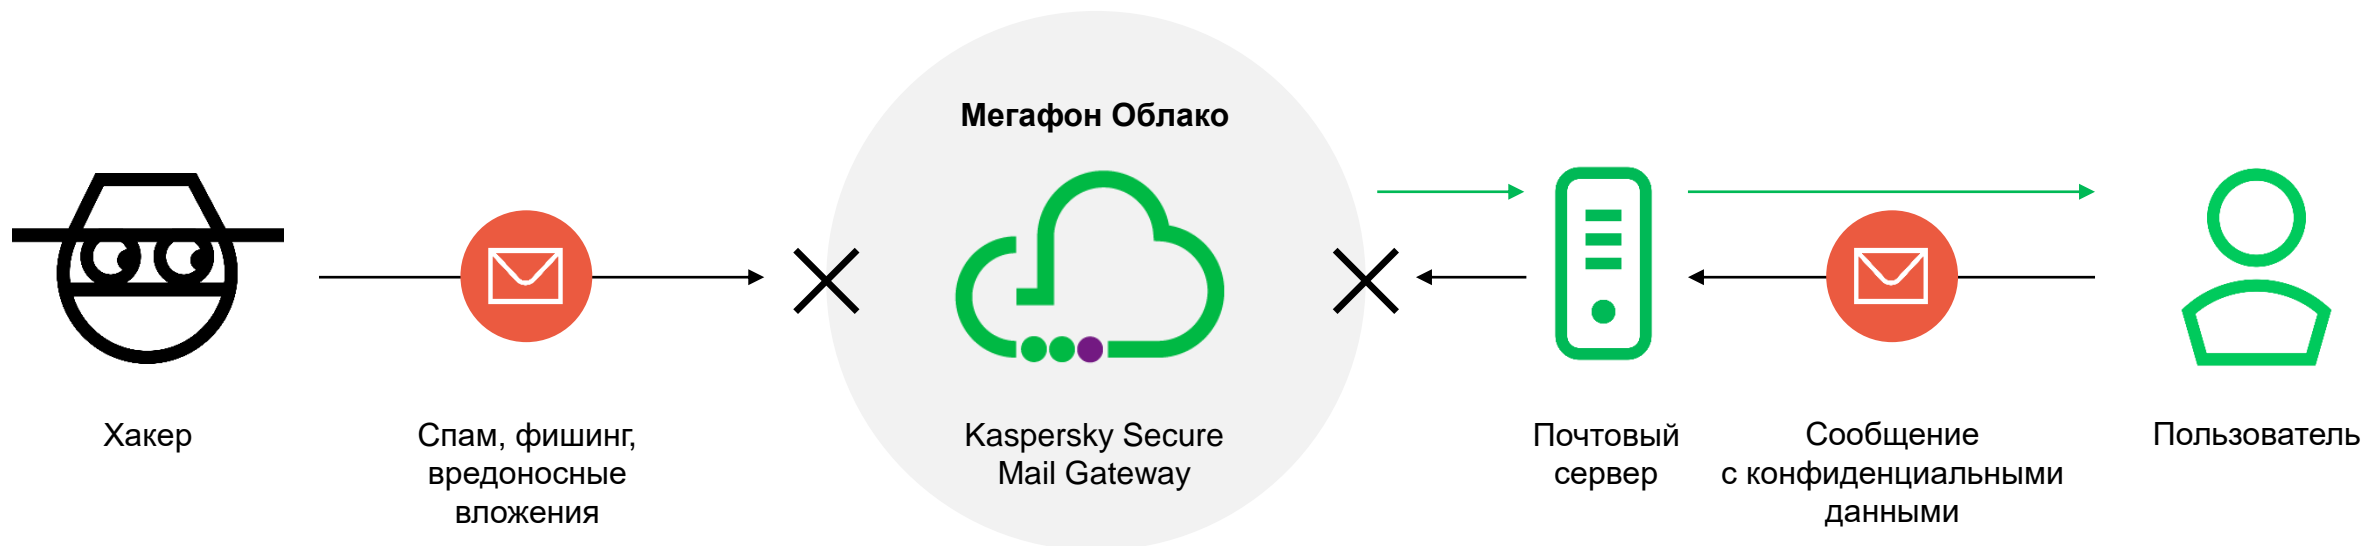 Мегафон Облако
Хакер
Спам, фишинг,
вредоносные
вложения
Kaspersky Secure
Mail Gateway
Почтовый
сервер
Сообщение
с конфиденциальными
данными
Пользователь